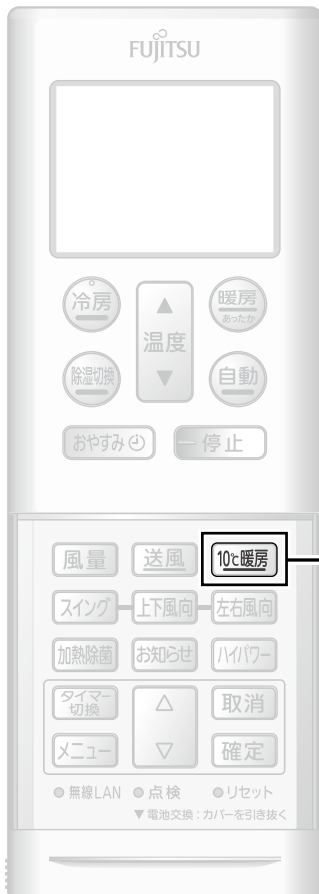 FUJITSU
冷房 ▲ 暖房
あったか
温度
除湿切換 ▼ 自動
おやすみ 停止
風量 送風 10℃暖房
スイング 上下風向 左右風向
加熱除菌 お知らせ ハイパワー
タイマー切換 △ 取消
メニュー ▽ 確定
無線LAN 点検 リセット
▼電池交換:カバーを引き抜く